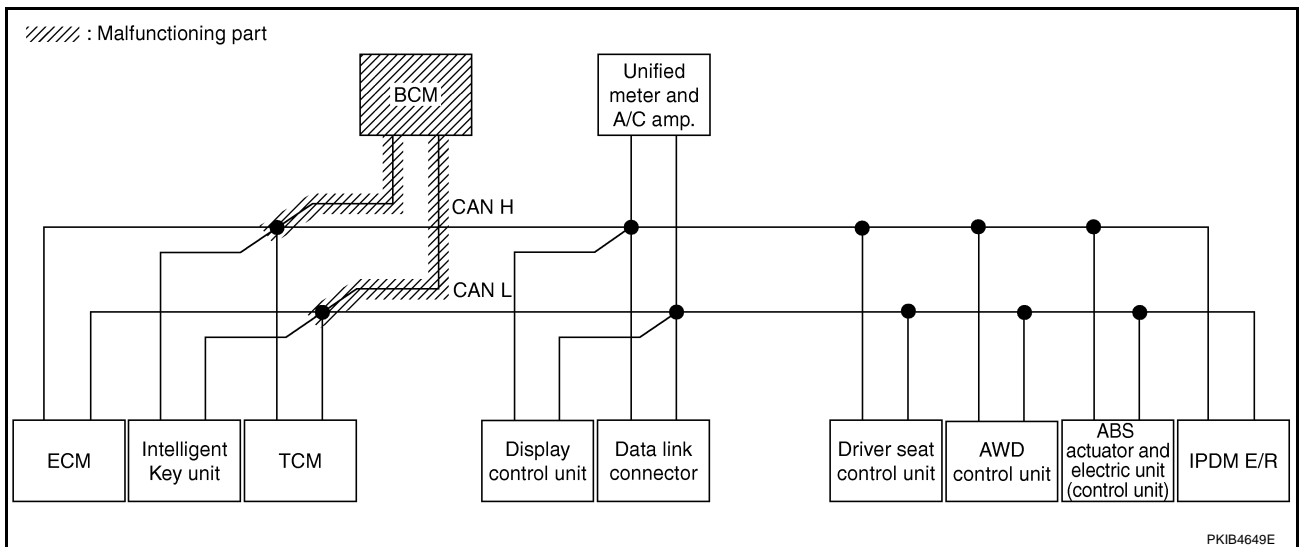 : Malfunctioning part
BCM
Unified
meter and
A/C amp.
CAN H
CAN L
ECM
Intelligent
Key unit
TCM
Display
control unit
Data link
connector
Driver seat
control unit
AWD
control unit
ABS
actuator and
electric unit
(control unit)
IPDM E/R
PKIB4649E